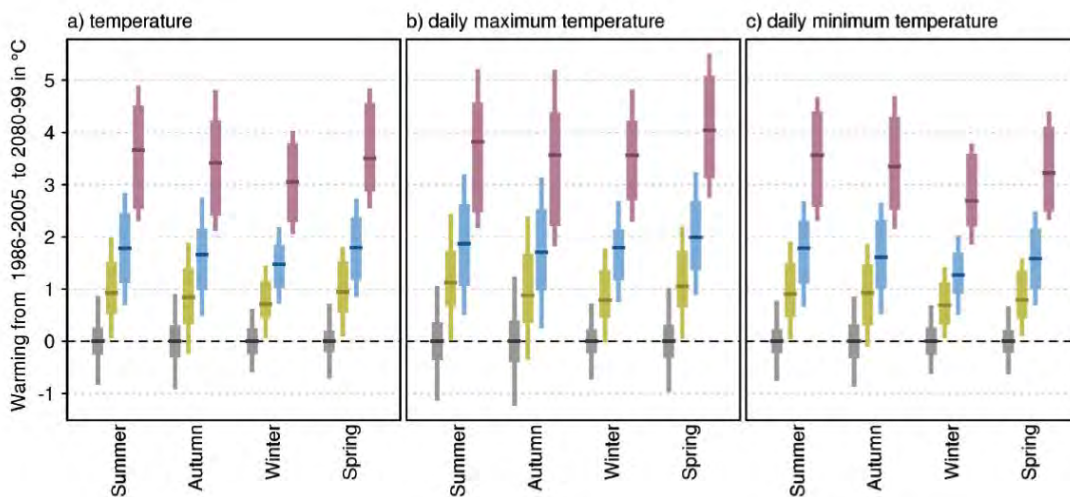 a) temperature
b) daily maximum temperature
c) daily minimum temperature
Warming from 1986-2005 to 2080-99 in °C
5
4
3
2
1
0
-1
Summer
Autumn
Winter
Spring
Summer
Autumn
Winter
Spring
Summer
Autumn
Winter
Spring